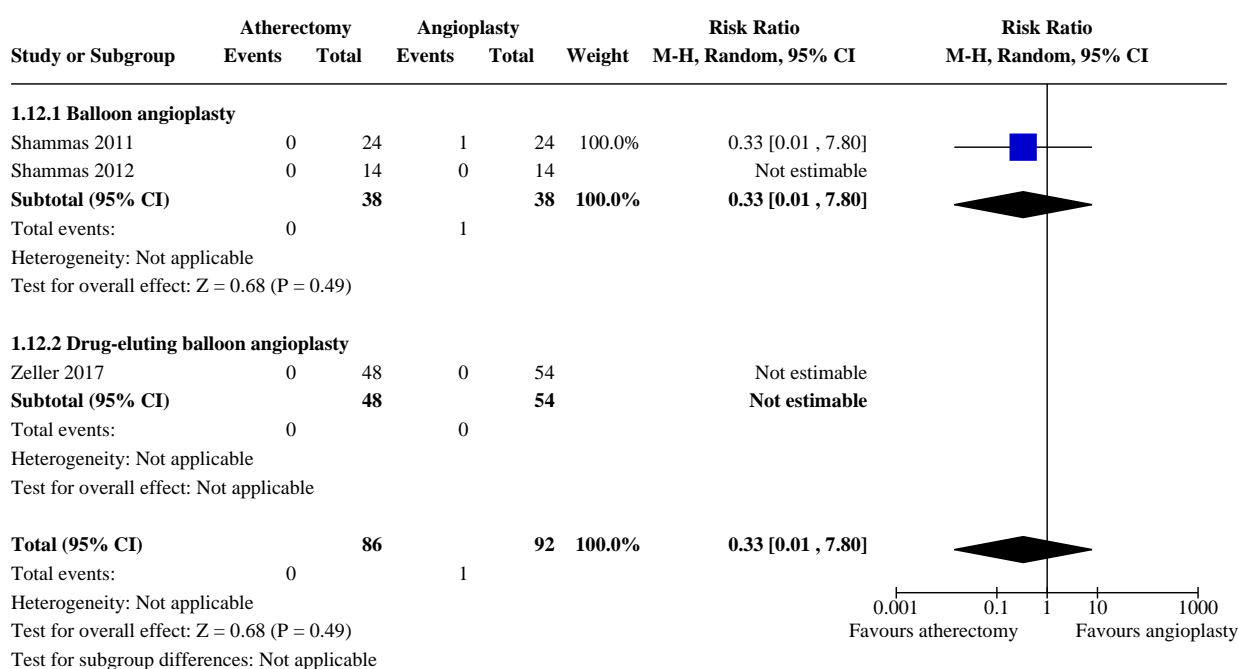 Atherectomy Angioplasty Risk Ratio Risk Ratio
Study or Subgroup Events Total Events Total Weight M-H, Random, 95% CI M-H, Random, 95% CI
1.12.1 Balloon angioplasty
Shammas 2011 0 24 1 24 100.0% 0.33 [0.01 , 7.80]
Shammas 2012 0 14 0 14 Not estimable
Subtotal (95% CI) 38 38 100.0% 0.33 [0.01 , 7.80]
Total events: 0 1
Heterogeneity: Not applicable
Test for overall effect: Z = 0.68 (P = 0.49)
1.12.2 Drug-eluting balloon angioplasty
Zeller 2017 0 48 0 54 Not estimable
Subtotal (95% CI) 48 54 Not estimable
Total events: 0 0
Heterogeneity: Not applicable
Test for overall effect: Not applicable
Total (95% CI) 86 92 100.0% 0.33 [0.01 , 7.80]
Total events: 0 1
Heterogeneity: Not applicable 0.001 0.1 1 10 1000
Test for overall effect: Z = 0.68 (P = 0.49) Favours atherectomy Favours angioplasty
Test for subgroup differences: Not applicable